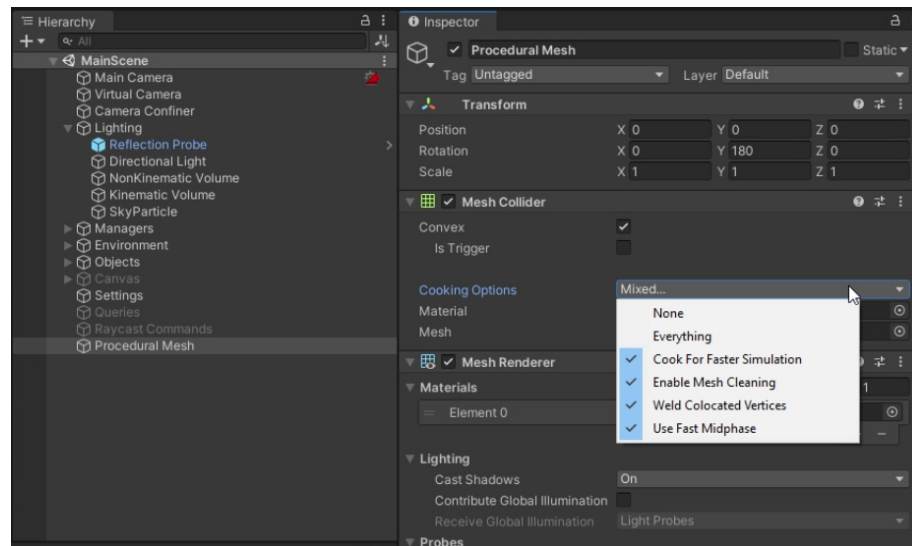 Hierarchy
All
MainScene
Main Camera
Virtual Camera
Camera Confiner
Lighting
Reflection Probe
Directional Light
NonKinematic Volume
Kinematic Volume
SkyParticle
Managers
Environment
Objects
Canvas
Settings
Queries
Raycast Commands
Procedural Mesh
Inspector
Procedural Mesh Static
Tag Untagged Layer Default
Transform
Position X 0 Y 0 Z 0
Rotation X 0 Y 180 Z 0
Scale X 1 Y 1 Z 1
Mesh Collider
Convex
Is Trigger
Cooking Options Mixed...
Material
Mesh
None
Everything
Cook For Faster Simulation
Enable Mesh Cleaning
Weld Colocated Vertices
Use Fast Midphase
Mesh Renderer
Materials 1
Element 0
Lighting
Cast Shadows On
Contribute Global Illumination
Receive Global Illumination Light Probes
Probes